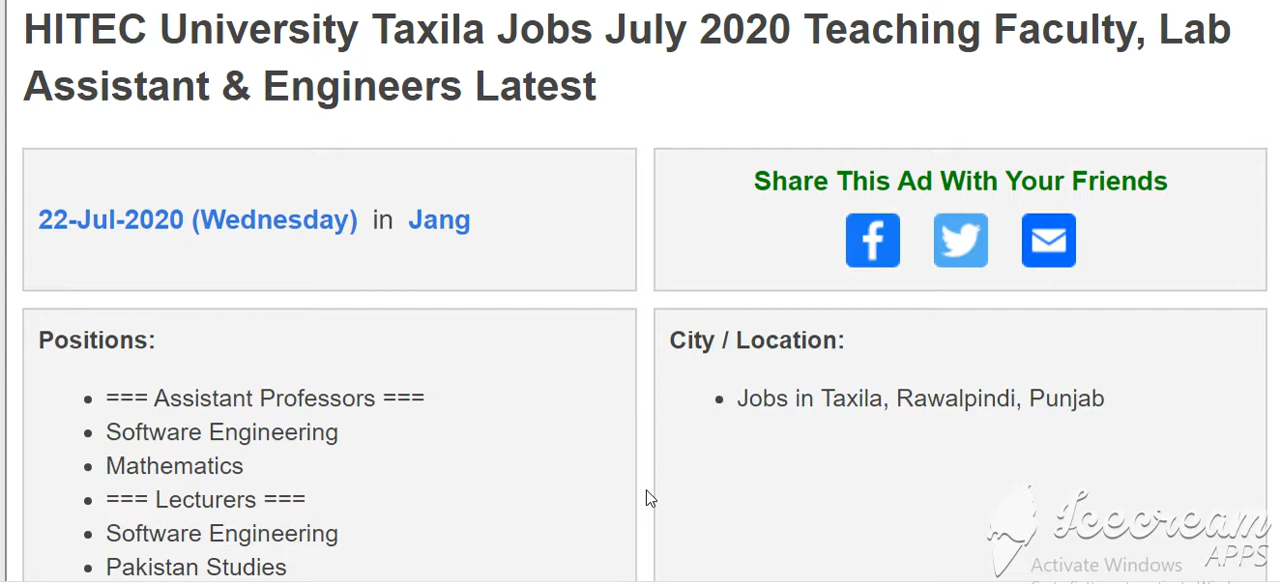 HITEC University Taxila Jobs July 2020 Teaching Faculty, Lab
Assistant & Engineers Latest
22-Jul-2020 (Wednesday) in Jang
Share This Ad With Your Friends
Positions:
=== Assistant Professors ===
Software Engineering
Mathematics
=== Lecturers ===
Software Engineering
Pakistan Studies
City / Location:
Jobs in Taxila, Rawalpindi, Punjab
Icecream
APPS
Activate Windows